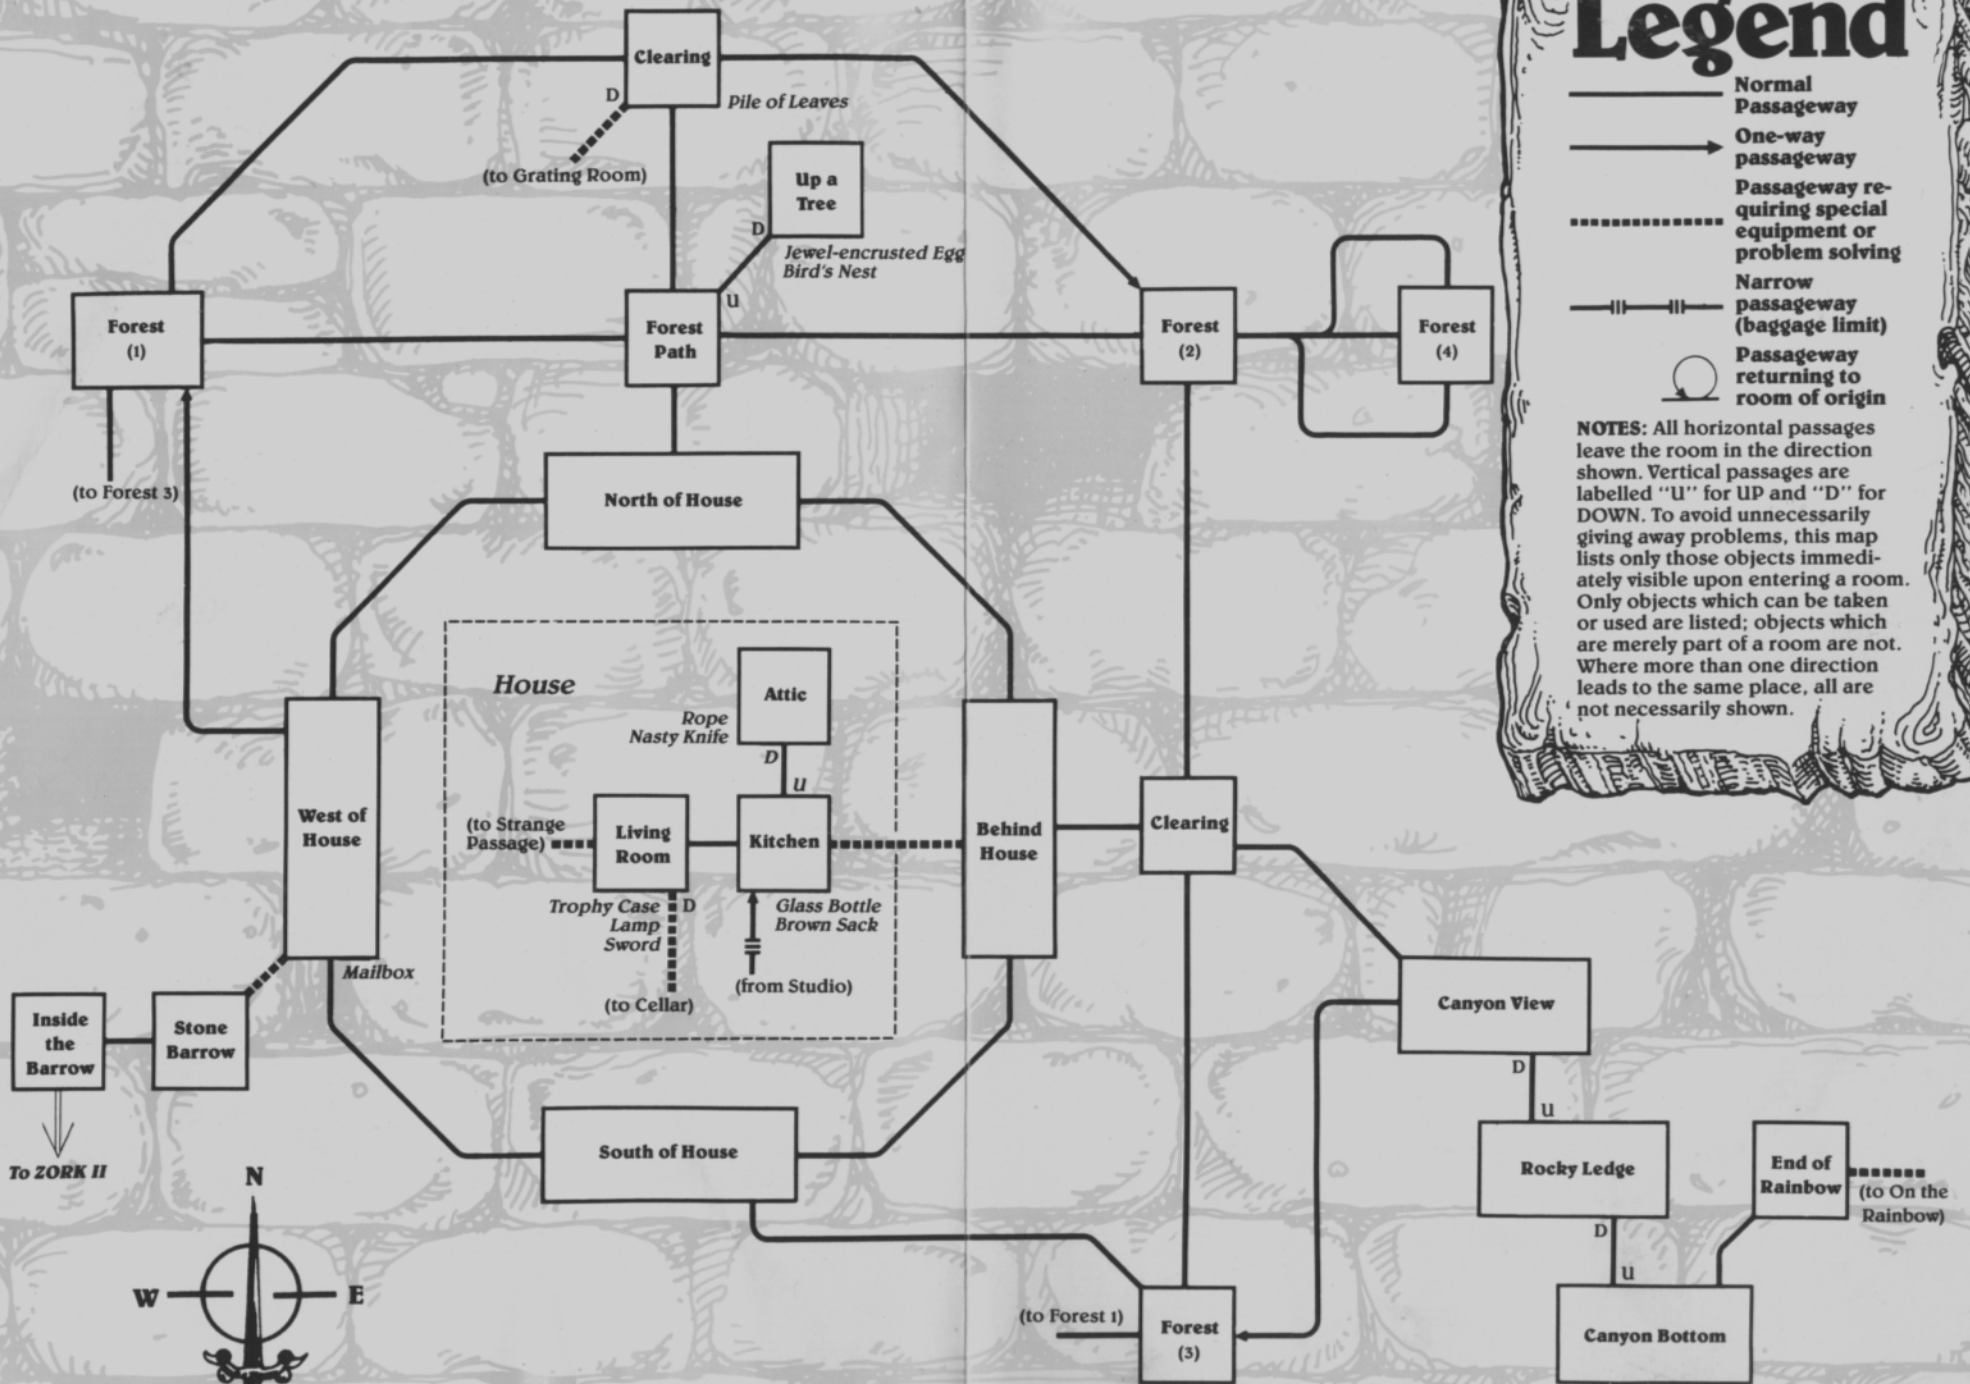 Legend
Normal
Passageway
One-way
passageway
Passageway re-
quiring special
equipment or
problem solving
Narrow
passageway
(baggage limit)
Passageway
returning to
room of origin
NOTES: All horizontal passages
leave the room in the direction
shown. Vertical passages are
labelled "U" for UP and "D" for
DOWN. To avoid unnecessarily
giving away problems, this map
lists only those objects immedi-
ately visible upon entering a room.
Only objects which can be taken
or used are listed; objects which
are merely part of a room are not.
Where more than one direction
leads to the same place, all are
not necessarily shown.
Clearing
D
Pile of Leaves
(to Grating Room)
Up a
Tree
D
Jewel-encrusted Egg
Bird's Nest
U
Forest
(1)
Forest
Path
Forest
(2)
Forest
(4)
(to Forest 3)
North of House
House
Attic
Rope
Nasty Knife
D
U
West of
House
(to Strange
Passage)
Living
Room
Kitchen
Behind
House
Clearing
Trophy Case
Lamp
Sword
D
Glass Bottle
Brown Sack
(to Cellar)
(from Studio)
Mailbox
Inside
the
Barrow
Stone
Barrow
To ZORK II
Canyon View
D
U
South of House
Rocky Ledge
End of
Rainbow
(to On the
Rainbow)
D
U
N
W
E
(to Forest 1)
Forest
(3)
Canyon Bottom